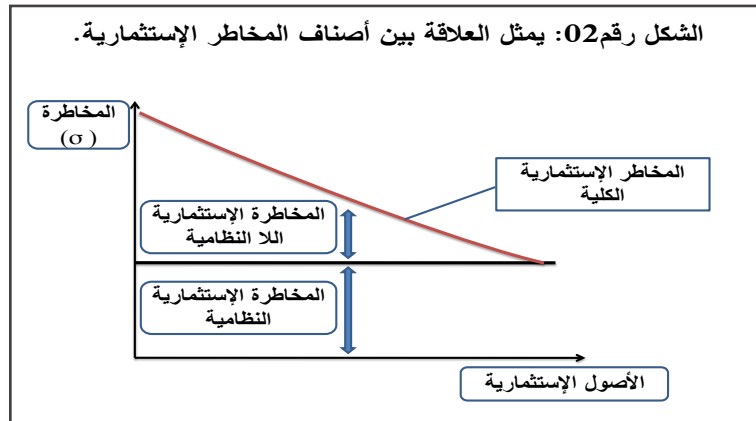 الشكل رقم02: يمثل العلاقة بين أصناف المخاطر الإستثمارية.
المخاطرة
(σ )
المخاطر الإستثمارية
الكلية
المخاطرة الإستثمارية
اللا النظامية
المخاطرة الإستثمارية
النظامية
الأصول الإستثمارية